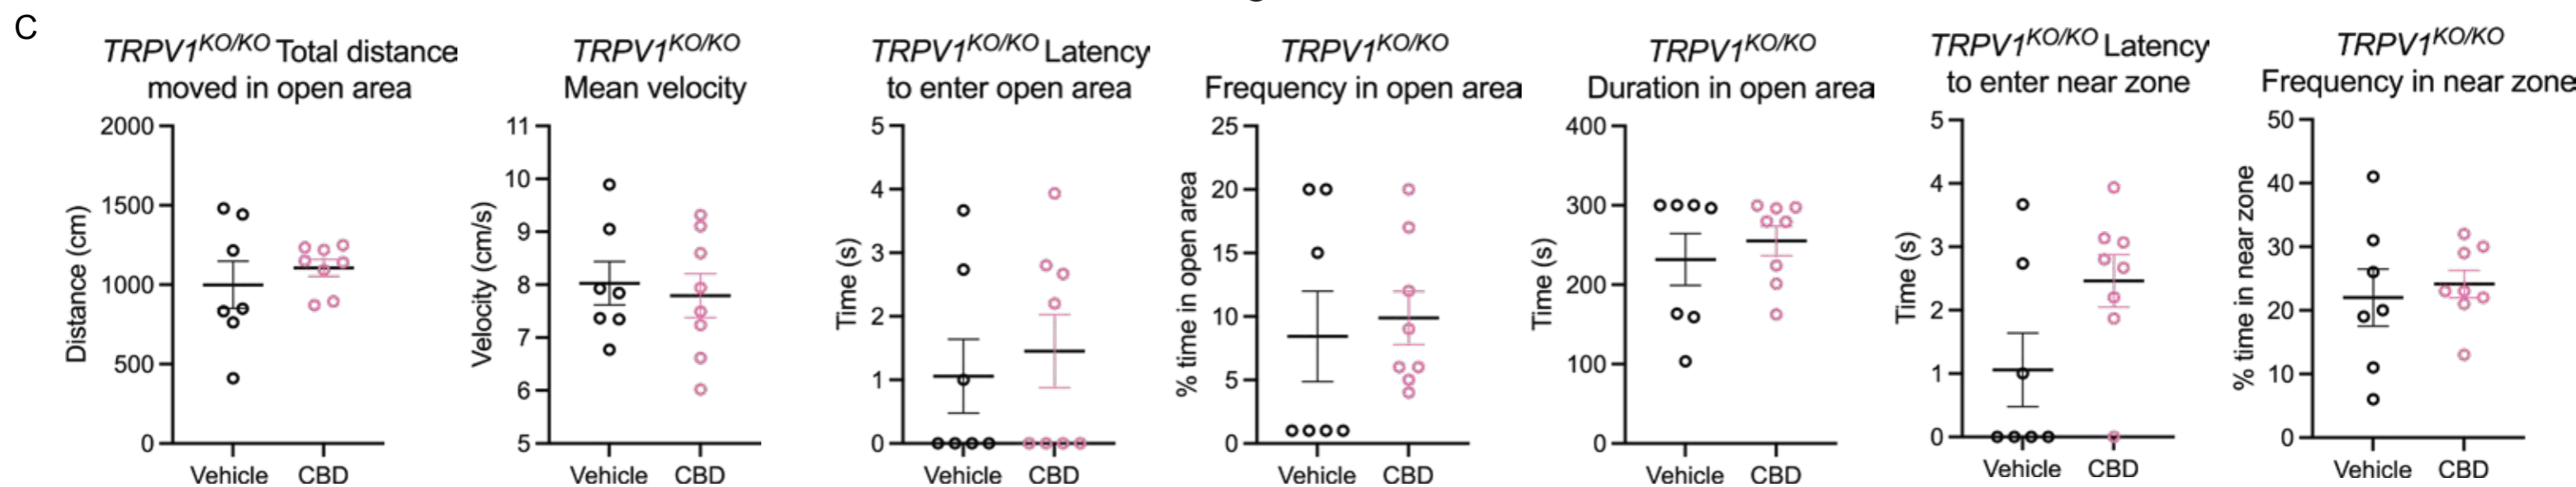 C
TRPV1KO/KO Total distance
moved in open area
2000
1500
1000
500
0
Distance (cm)
Vehicle CBD
TRPV1KO/KO
Mean velocity
11
10
9
8
7
6
5
Velocity (cm/s)
Vehicle CBD
TRPV1KO/KO Latency
to enter open area
5
4
3
2
1
0
Time (s)
Vehicle CBD
TRPV1KO/KO
Frequency in open area
25
20
15
10
5
0
% time in open area
Vehicle CBD
TRPV1KO/KO
Duration in open area
400
300
200
100
0
Time (s)
Vehicle CBD
TRPV1KO/KO Latency
to enter near zone
5
4
3
2
1
0
Time (s)
Vehicle CBD
TRPV1KO/KO
Frequency in near zone
50
40
30
20
10
0
% time in near zone
Vehicle CBD